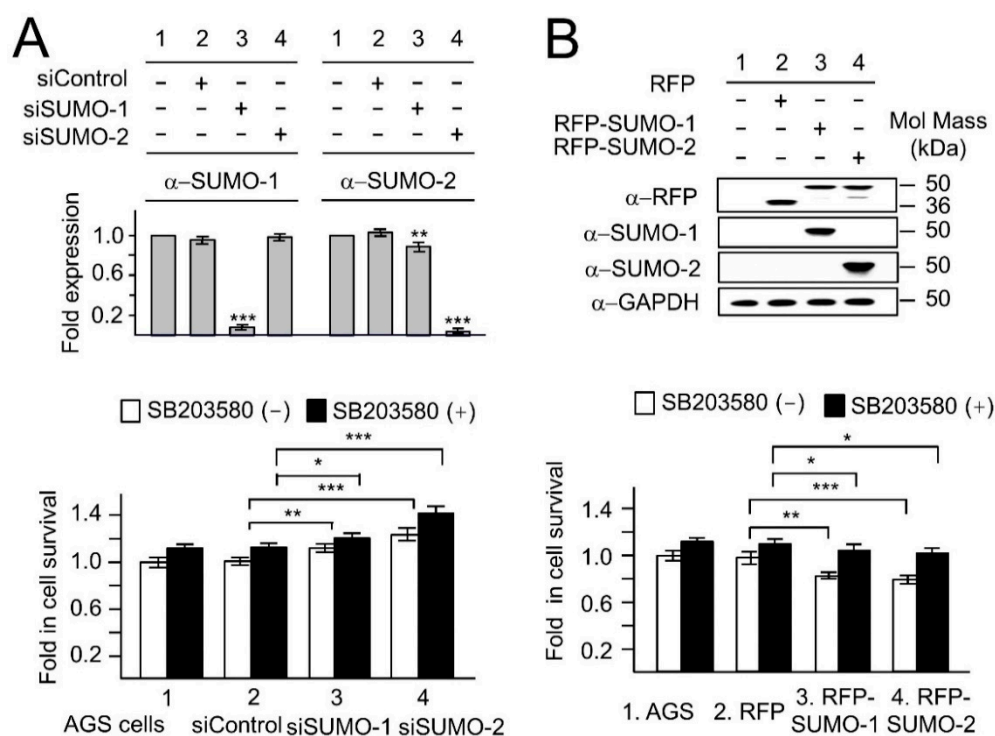 A
1 2 3 4 1 2 3 4
siControl – + – – – + – –
siSUMO-1 – – + – – – + –
siSUMO-2 – – – + – – – +
α–SUMO-1 α–SUMO-2
Fold expression
1.0
0.6
0.2
*** ** ***
SB203580 (–) SB203580 (+)
***
*
***
**
Fold in cell survival
1.4
1.0
0.6
0.2
1 2 3 4
AGS cells siControl siSUMO-1 siSUMO-2
B
1 2 3 4
RFP – + – –
RFP-SUMO-1 – – + –
RFP-SUMO-2 – – – +
Mol Mass
(kDa)
α–RFP – 50
– 36
α–SUMO-1 – 50
α–SUMO-2 – 50
α–GAPDH – 50
SB203580 (–) SB203580 (+)
*
*
***
**
Fold in cell survival
1.4
1.0
0.6
0.2
1. AGS 2. RFP 3. RFP- 4. RFP-
SUMO-1 SUMO-2